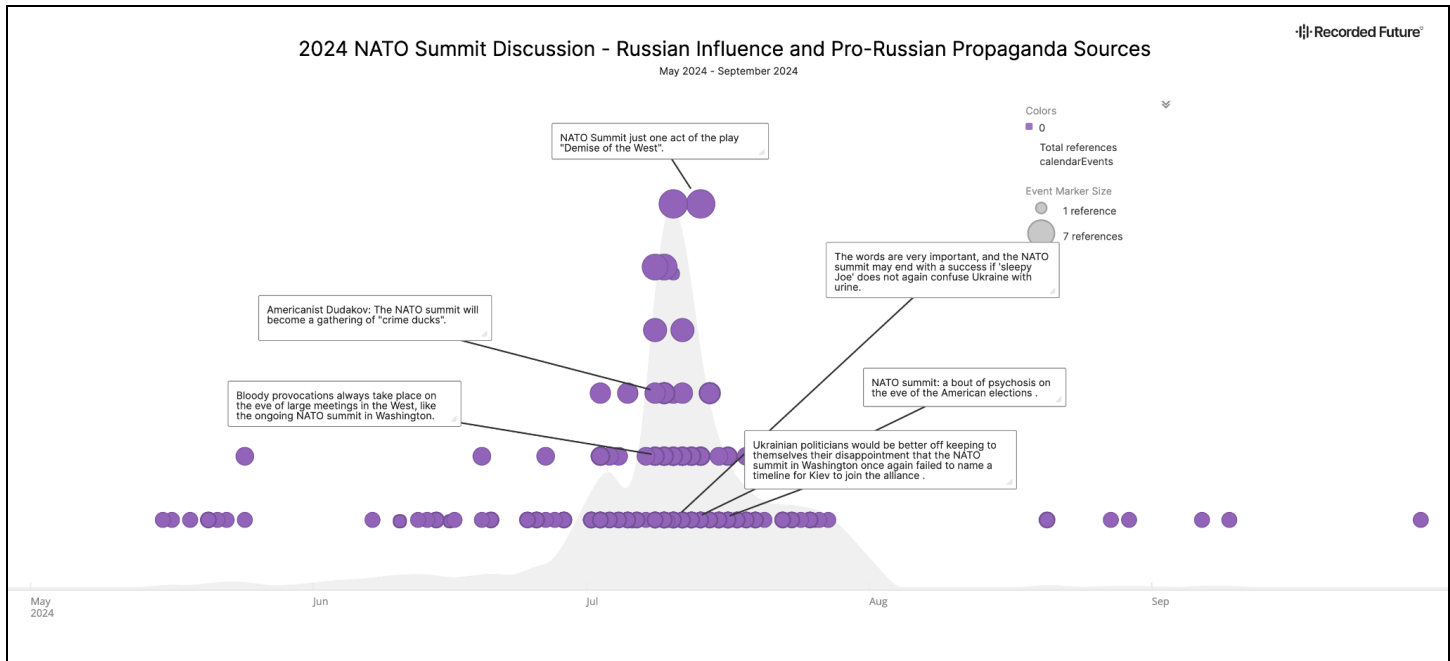 Recorded Future®
2024 NATO Summit Discussion - Russian Influence and Pro-Russian Propaganda Sources
May 2024 - September 2024
Colors
0
Total references
calendarEvents
Event Marker Size
1 reference
7 references
NATO Summit just one act of the play
"Demise of the West".
The words are very important, and the NATO
summit may end with a success if 'sleepy
Joe' does not again confuse Ukraine with
urine.
Americanist Dudakov: The NATO summit will
become a gathering of "crime ducks".
Bloody provocations always take place on
the eve of large meetings in the West, like
the ongoing NATO summit in Washington.
NATO summit: a bout of psychosis on
the eve of the American elections .
Ukrainian politicians would be better off keeping to
themselves their disappointment that the NATO
summit in Washington once again failed to name a
timeline for Kiev to join the alliance .
May
2024
Jun
Jul
Aug
Sep